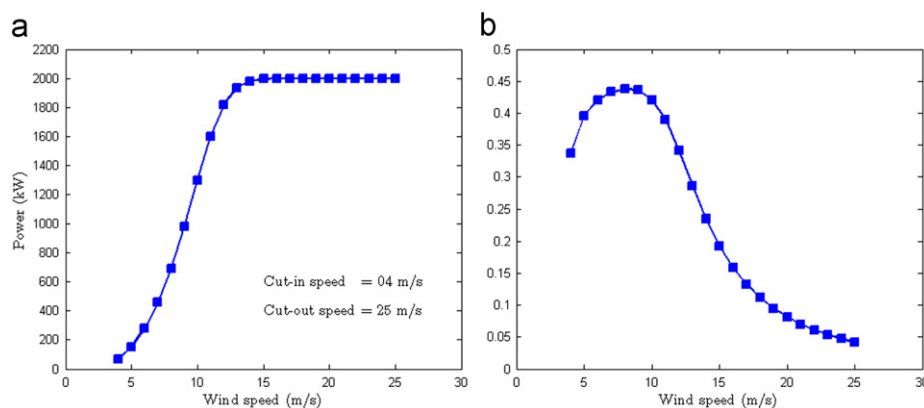 a
2200
2000
1800
1600
1400
1200
1000
800
600
400
200
0
Power (kW)
Cut-in speed = 04 m/s
Cut-out speed = 25 m/s
0 5 10 15 20 25 30
Wind speed (m/s)
b
0.5
0.45
0.4
0.35
0.3
0.25
0.2
0.15
0.1
0.05
0
0 5 10 15 20 25 30
Wind speed (m/s)